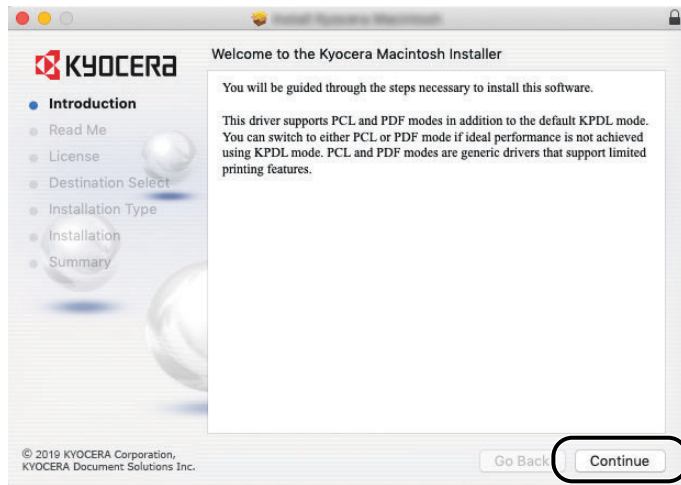 Welcome to the Kyocera Macintosh Installer
KYOCERA
Introduction
Read Me
License
Destination Select
Installation Type
Installation
Summary
You will be guided through the steps necessary to install this software.
This driver supports PCL and PDF modes in addition to the default KPDL mode.
You can switch to either PCL or PDF mode if ideal performance is not achieved
using KPDL mode. PCL and PDF modes are generic drivers that support limited
printing features.
© 2019 KYOCERA Corporation,
KYOCERA Document Solutions Inc.
Go Back
Continue